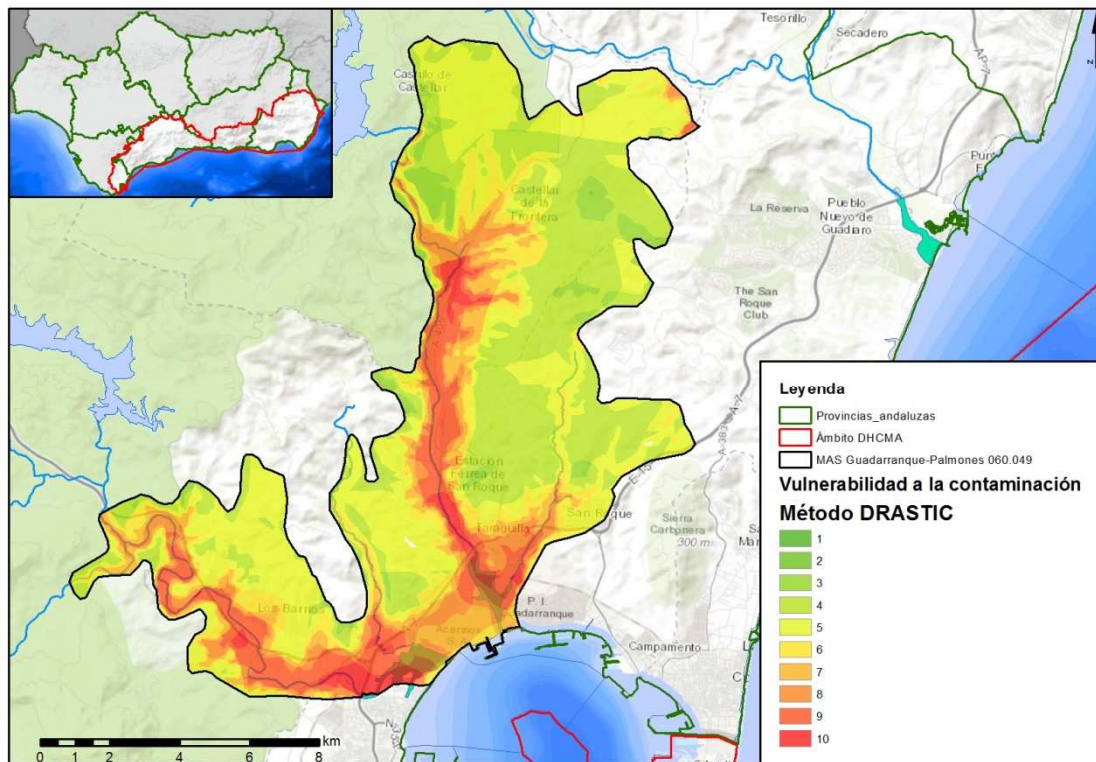 Tesorillo
Secadero
AP-7
N
Castillo de
Castellar
Castellar
de la
Frontera
La Reserva
Pueblo
Nuevo de
Guadiaro
The San
Roque
Club
A-7
A-383
E-15
Estación
Férrea de
San Roque
Taraguilla
San Roque
Sierra
Carbonera
300 m
Los Barrios
P. I.
Campamento
Leyenda
Provincias_andaluzas
Ámbito DHCMA
MAS Guadarranque-Palmones 060.049
Vulnerabilidad a la contaminación
Método DRASTIC
1
2
3
4
5
6
7
8
9
10
km
0 1 2 4 6 8